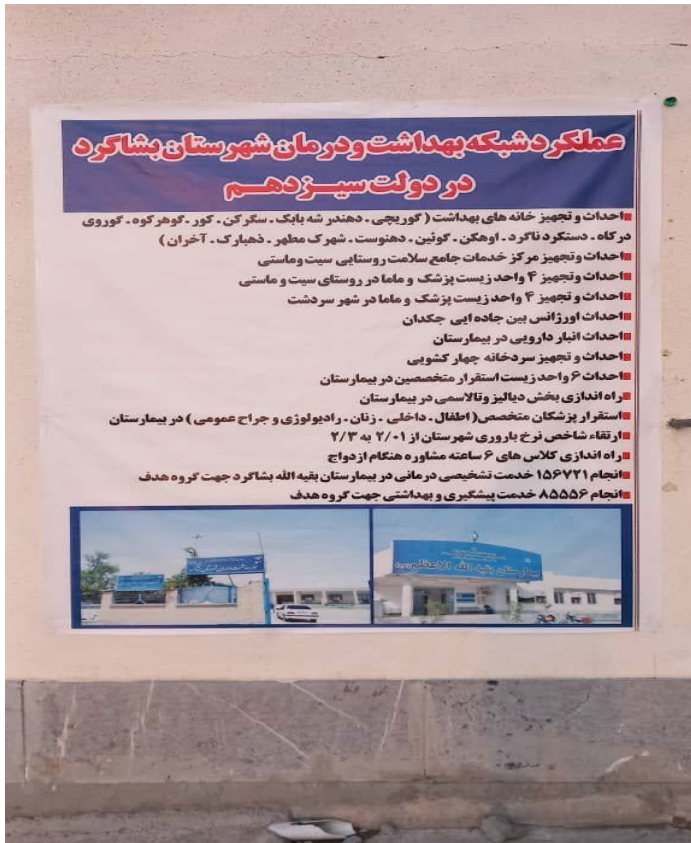 عملکرد شبکه بهداشت و درمان شهرستان بشاگرد
در دولت سیزدهم
احداث و تجهیز خانه های بهداشت ( گوریچی ـ دهندر شه بابک ـ سگرکن ـ کور ـ گوهرکوه ـ گوروی
درکاه ـ دستکرد ناگرد ـ اوهکن ـ گوئین ـ دهنوست ـ شهرک مطهر ـ ذهبارک ـ آخران )
احداث وتجهیز مرکز خدمات جامع سلامت روستایی سیت وماستی
احداث وتجهیز ۴ واحد زیست پزشک و ماما در روستای سیت و ماستی
احداث و تجهیز ۴ واحد زیست پزشک و ماما در شهر سردشت
احداث اورژانس بین جاده ایی جکدان
احداث انبار دارویی در بیمارستان
احداث و تجهیز سردخانه چهار کشویی
احداث ۶ واحد زیست استقرار متخصصین در بیمارستان
راه اندازی بخش دیالیز وتالاسمی در بیمارستان
استقرار پزشکان متخصص( اطفال ـ داخلی ـ زنان ـ رادیولوژی و جراح عمومی ) در بیمارستان
ارتقاء شاخص نرخ باروری شهرستان از ۲/۰۱ به ۲/۳
راه اندازی کلاس های ۶ ساعته مشاوره هنگام ازدواج
انجام ۱۵۶۷۲۱ خدمت تشخیصی درمانی در بیمارستان بقیه الله بشاگرد جهت گروه هدف
انجام ۸۵۵۵۶ خدمت پیشگیری و بهداشتی جهت گروه هدف
بیمارستان بقیه الله الاعظم